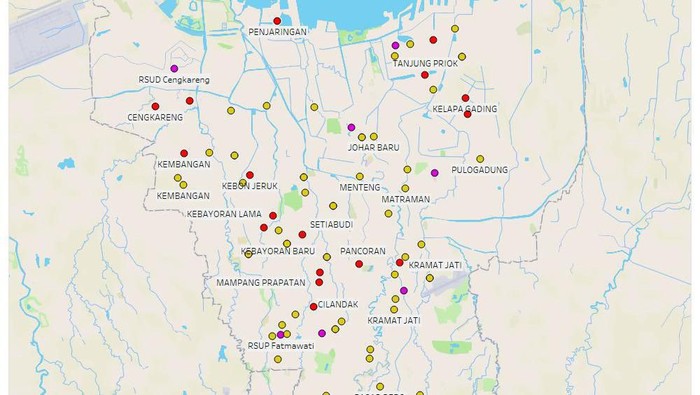 PENJARINGAN
TANJUNG PRIOK
RSUD Cengkareng
KELAPA GADING
CENGKARENG
JOHAR BARU
KEMBANGAN
PULOGADUNG
KEBON JERUK
MENTENG
KEMBANGAN
MATRAMAN
KEBAYORAN LAMA
SETIABUDI
KEBAYORAN BARU
PANCORAN
KRAMAT JATI
MAMPANG PRAPATAN
CILANDAK
KRAMAT JATI
RSUP Fatmawati